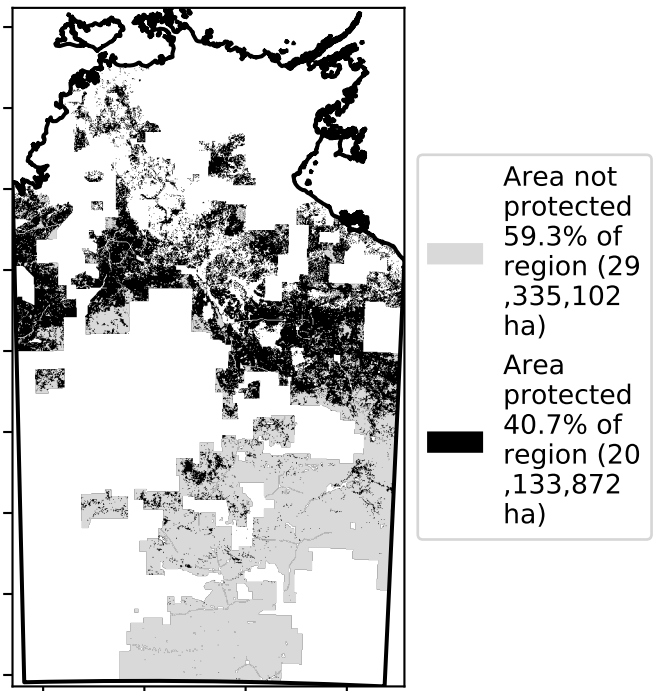 Area not
protected
59.3% of
region (29
,335,102
ha)
Area
protected
40.7% of
region (20
,133,872
ha)